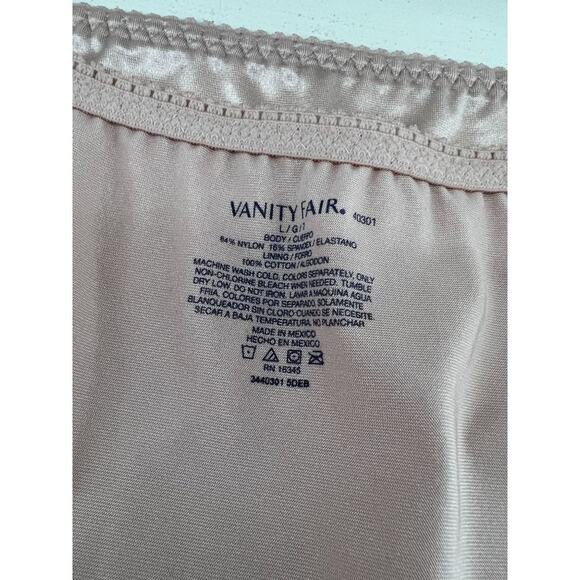 VANITY FAIR. 40301
L/G/7
BODY / CUERPO
84% NYLON 16% SPANDEX / ELASTANO
LINING / FORRO
100% COTTON / ALGODON
MACHINE WASH COLD, COLORS SEPARATELY, ONLY
NON-CHLORINE BLEACH WHEN NEEDED. TUMBLE
DRY LOW. DO NOT IRON. LAVAR A MAQUINA AGUA
FRIA, COLORES POR SEPARADO, SOLAMENTE
BLANQUEADOR SIN CLORO CUANDO SE NECESITE.
SECAR A BAJA TEMPERATURA. NO PLANCHAR
MADE IN MEXICO
HECHO EN MEXICO
RN 16345
3440301 5DEB